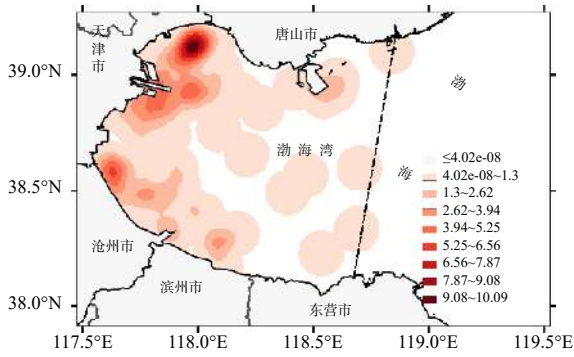 天津市
唐山市
39.0°N
渤
渤海湾
≤4.02e-08
4.02e-08~1.3
海
38.5°N
1.3~2.62
2.62~3.94
3.94~5.25
沧州市
5.25~6.56
6.56~7.87
滨州市
7.87~9.08
东营市
9.08~10.09
38.0°N
117.5°E
118.0°E
118.5°E
119.0°E
119.5°E